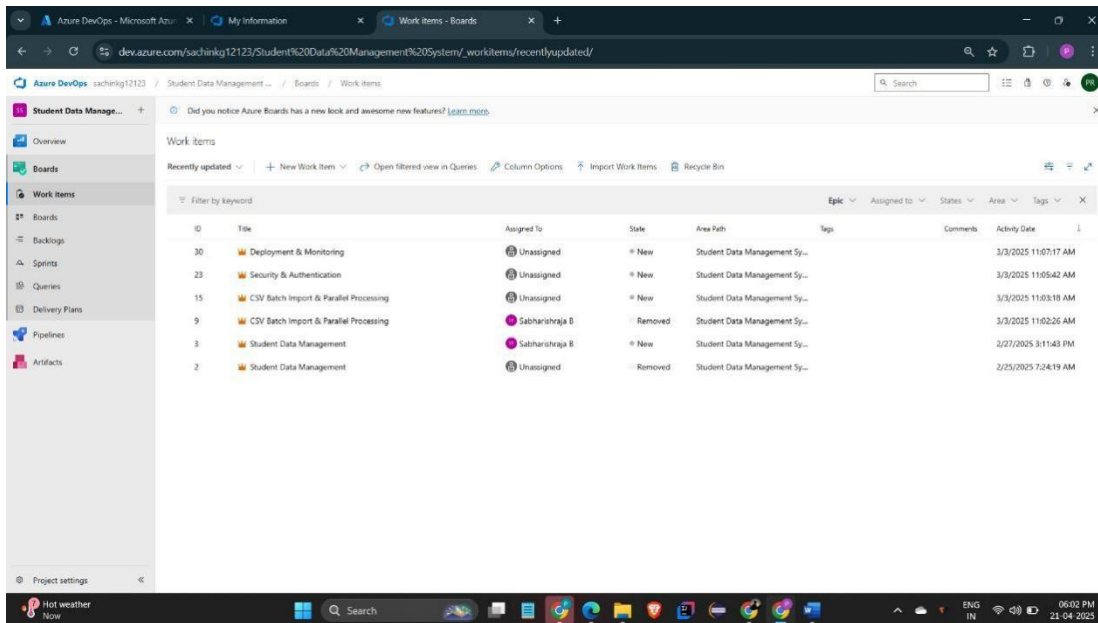 Azure DevOps - Microsoft Azur
My Information
Work items - Boards
dev.azure.com/sachinkg12123/Student%20Data%20Management%20System/_workitems/recentlyupdated/
P
Azure DevOps sachinkg12123 / Student Data Management ... / Boards / Work items
Search
PR
Student Data Manage... +
Did you notice Azure Boards has a new look and awesome new features? Learn more.
Overview
Work items
Boards
Recently updated
New Work Item
Open filtered view in Queries
Column Options
Import Work Items
Recycle Bin
Work items
Filter by keyword
Epic
Assigned to
States
Area
Tags
Boards
Backlogs
Sprints
Queries
Delivery Plans
Pipelines
Artifacts
ID Title Assigned To State Area Path Tags Comments Activity Date
30 Deployment & Monitoring Unassigned New Student Data Management Sy... 3/3/2025 11:07:17 AM
23 Security & Authentication Unassigned New Student Data Management Sy... 3/3/2025 11:05:42 AM
15 CSV Batch Import & Parallel Processing Unassigned New Student Data Management Sy... 3/3/2025 11:03:18 AM
9 CSV Batch Import & Parallel Processing Sabharishraja B Removed Student Data Management Sy... 3/3/2025 11:02:26 AM
3 Student Data Management Sabharishraja B New Student Data Management Sy... 2/27/2025 3:11:43 PM
2 Student Data Management Unassigned Removed Student Data Management Sy... 2/25/2025 7:24:19 AM
Project settings
Hot weather
Now
Search
ENG
IN
06:02 PM
21-04-2025